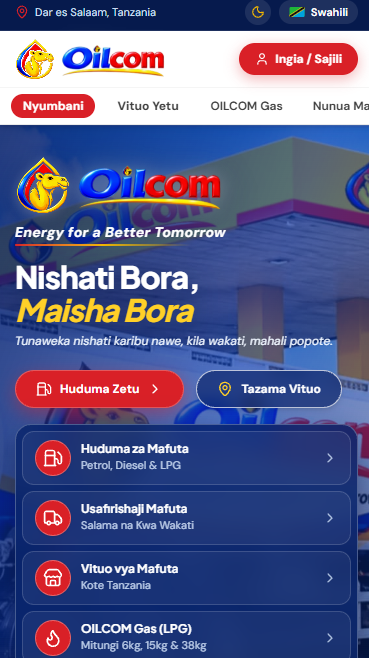 Dar es Salaam, Tanzania
Swahili
Oilcom
Ingia / Sajili
Nyumbani
Vituo Yetu
OILCOM Gas
Nunua Ma
Oilcom
Energy for a Better Tomorrow
Nishati Bora,
Maisha Bora
Tunaweka nishati karibu nawe, kila wakati, mahali popote.
Huduma Zetu
Tazama Vituo
Huduma za Mafuta
Petrol, Diesel & LPG
Usafirishaji Mafuta
Salama na Kwa Wakati
Vituo vya Mafuta
Kote Tanzania
OILCOM Gas (LPG)
Mitungi 6kg, 15kg & 38kg